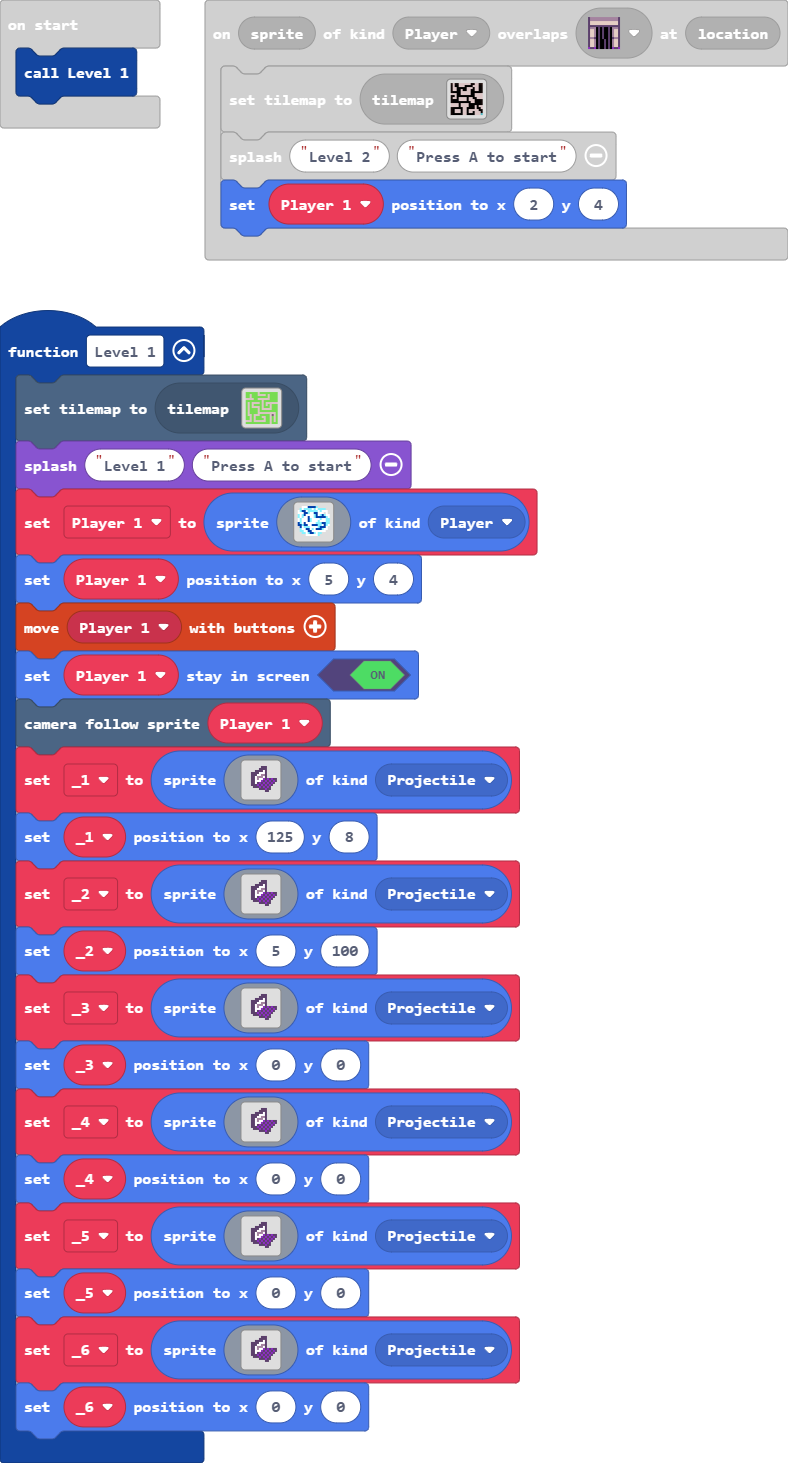 on start
call Level 1
on sprite of kind Player overlaps at location
set tilemap to tilemap
splash "Level 2" "Press A to start"
set Player 1 position to x 2 y 4
function Level 1
set tilemap to tilemap
splash "Level 1" "Press A to start"
set Player 1 to sprite of kind Player
set Player 1 position to x 5 y 4
move Player 1 with buttons
set Player 1 stay in screen ON
camera follow sprite Player 1
set _1 to sprite of kind Projectile
set _1 position to x 125 y 8
set _2 to sprite of kind Projectile
set _2 position to x 5 y 100
set _3 to sprite of kind Projectile
set _3 position to x 0 y 0
set _4 to sprite of kind Projectile
set _4 position to x 0 y 0
set _5 to sprite of kind Projectile
set _5 position to x 0 y 0
set _6 to sprite of kind Projectile
set _6 position to x 0 y 0